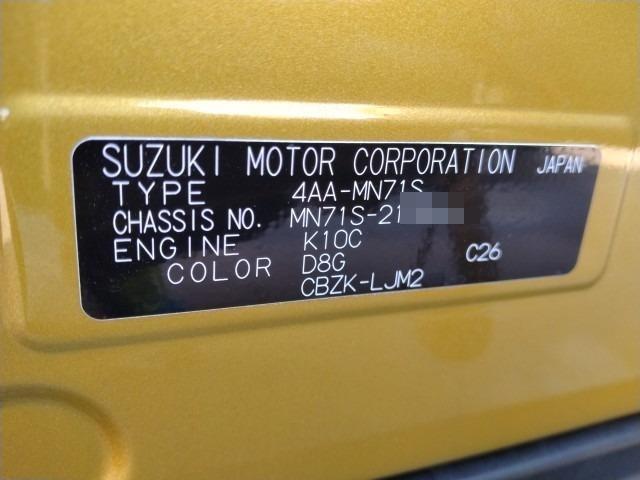 SUZUKI MOTOR CORPORATION JAPAN
TYPE 4AA-MN71S
CHASSIS NO. MN71S-21
ENGINE K10C C26
COLOR D8G
CBZK-LJM2